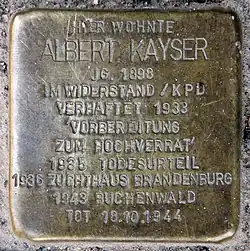 HIER WOHNTE
ALBERT KAYSER
JG. 1898
IM WIDERSTAND / KPD
VERHAFTET 1933
'VORBEREITUNG
ZUM HOCHVERRAT'
1935 TODESURTEIL
1936 ZUCHTHAUS BRANDENBURG
1943 BUCHENWALD
TOT 18.10.1944